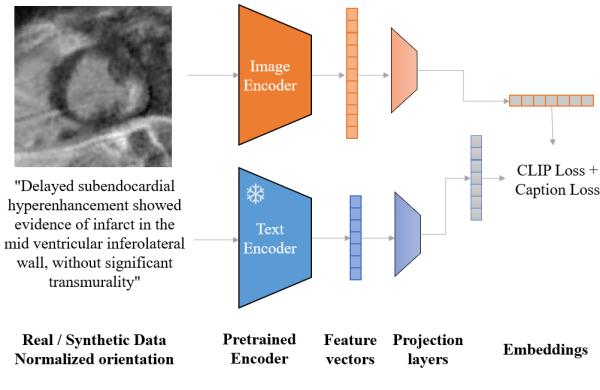 Image
Encoder
"Delayed subendocardial
hyperenhancement showed
evidence of infarct in the
mid ventricular inferolateral
wall, without significant
transmurality"
Text
Encoder
CLIP Loss +
Caption Loss
Real / Synthetic Data
Normalized orientation
Pretrained
Encoder
Feature
vectors
Projection
layers
Embeddings